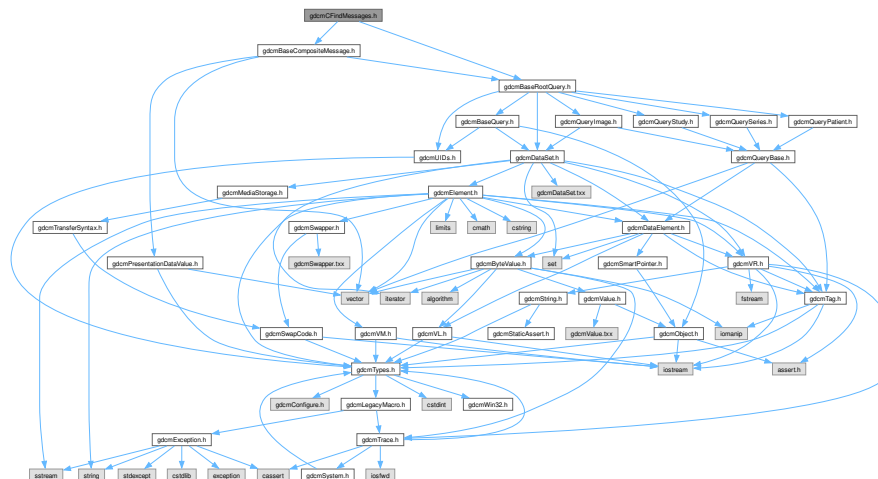 gdcmCFindMessages.h
gdcmBaseCompositeMessage.h
gdcmBaseRootQuery.h
gdcmBaseQuery.h
gdcmQueryImage.h
gdcmQueryStudy.h
gdcmQuerySeries.h
gdcmQueryPatient.h
gdcmUIDs.h
gdcmDataSet.h
gdcmQueryBase.h
gdcmMediaStorage.h
gdcmElement.h
gdcmDataSet.txx
gdcmTransferSyntax.h
gdcmSwapper.h
limits
cmath
cstring
gdcmDataElement.h
gdcmPresentationDataValue.h
gdcmSwapper.txx
gdcmByteValue.h
set
gdcmSmartPointer.h
gdcmVR.h
vector
iterator
algorithm
gdcmString.h
gdcmValue.h
fstream
gdcmTag.h
gdcmSwapCode.h
gdcmVM.h
gdcmVL.h
gdcmStaticAssert.h
gdcmValue.txx
gdcmObject.h
iomanip
gdcmTypes.h
iostream
assert.h
gdcmConfigure.h
gdcmLegacyMacro.h
cstdint
gdcmWin32.h
gdcmException.h
gdcmTrace.h
sstream
string
stdexcept
cstdlib
exception
cassert
gdcmSystem.h
iosfwd